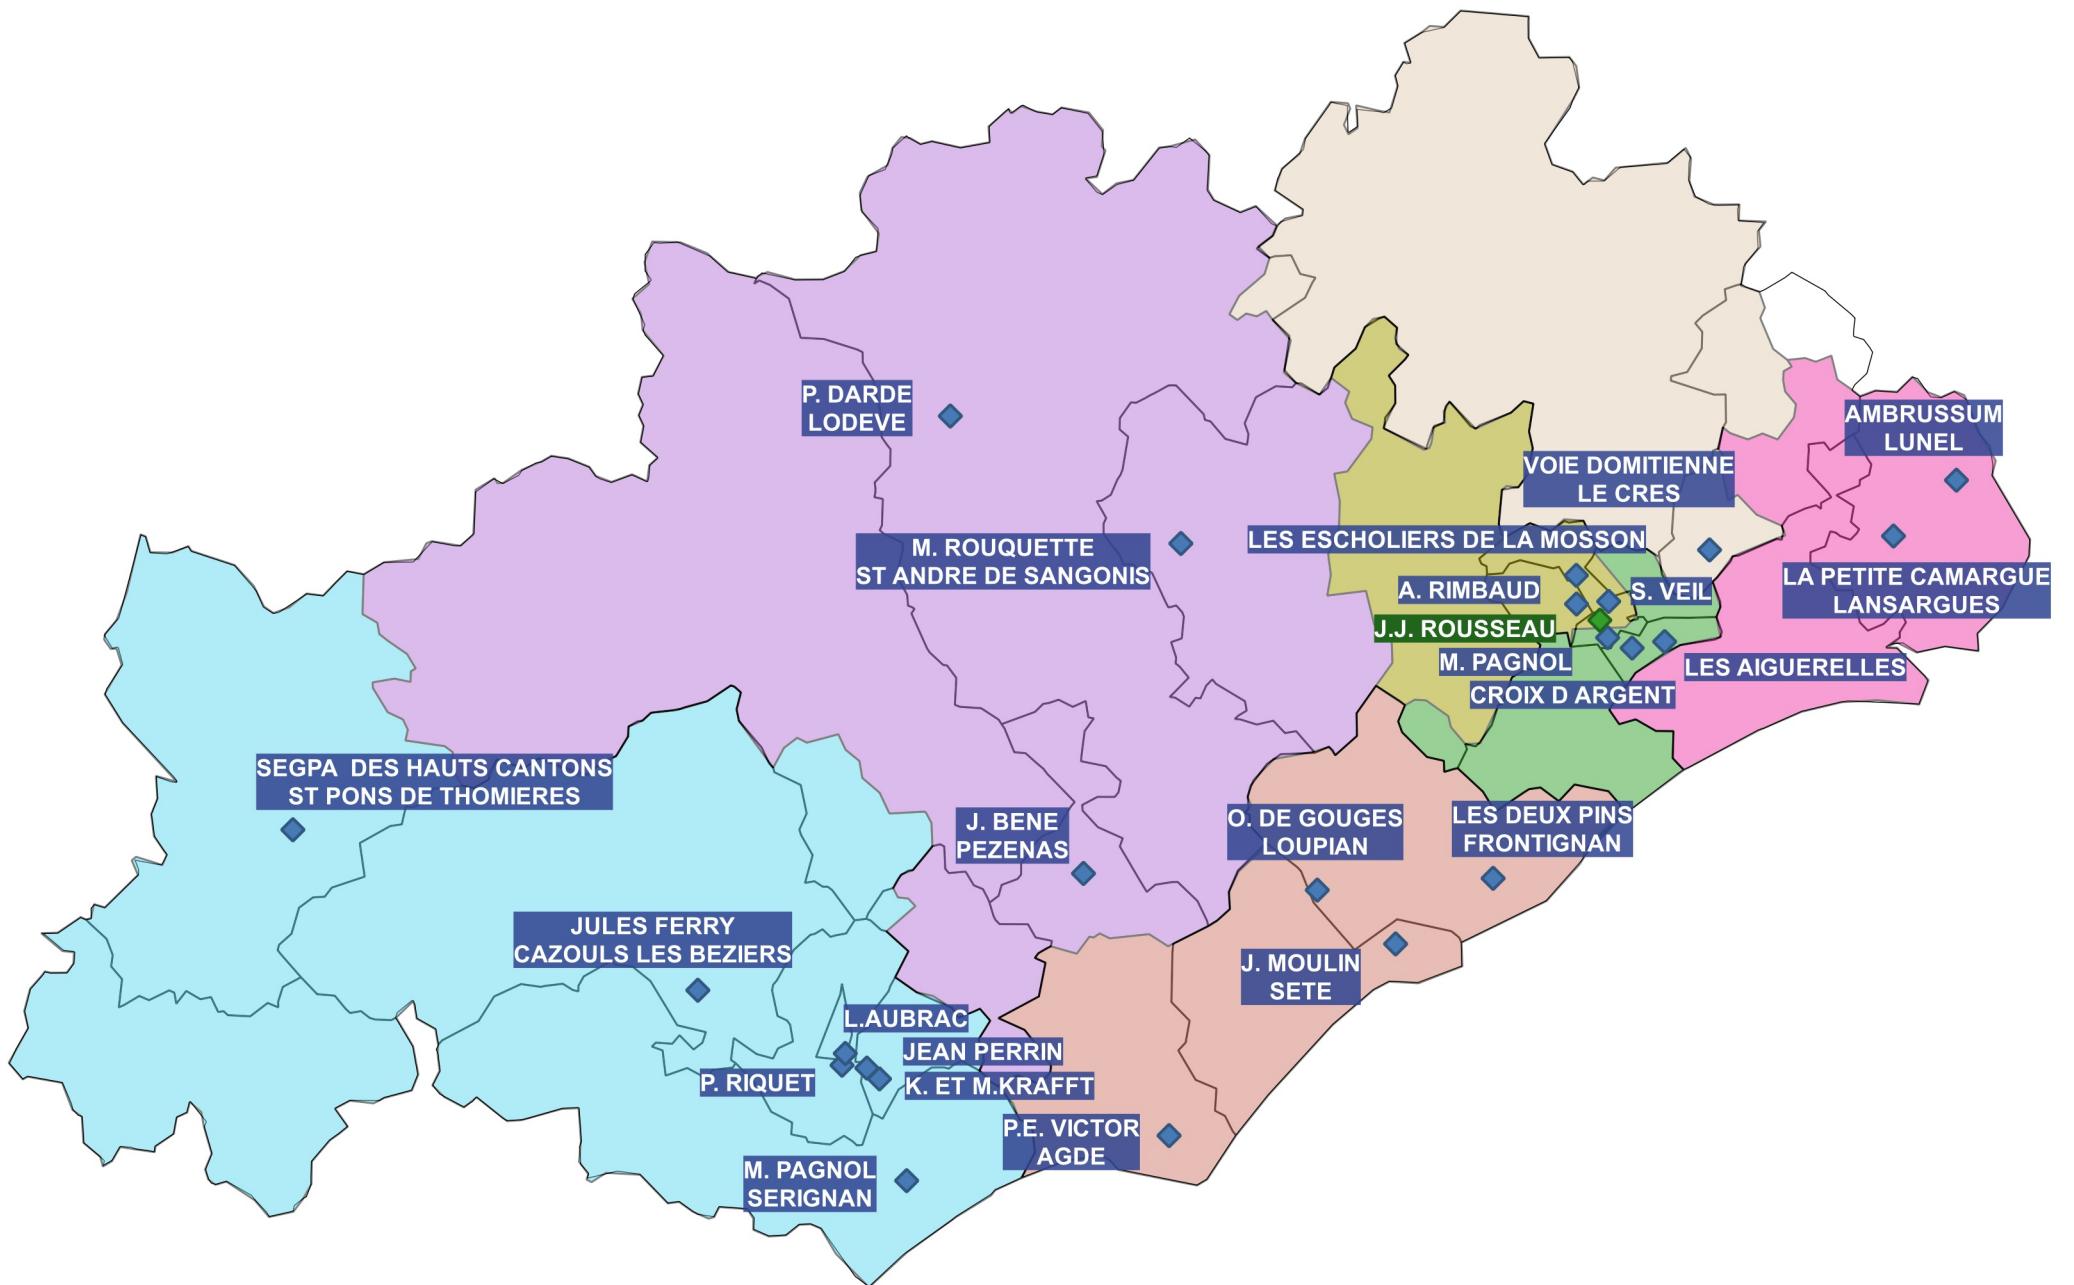 P. DARDE
LODEVE
AMBRUSSUM
LUNEL
VOIE DOMITIENNE
LE CRES
M. ROUQUETTE
ST ANDRE DE SANGONIS
LES ESCHOLIERS DE LA MOSSON
A. RIMBAUD
S. VEIL
LA PETITE CAMARGUE
LANSARGUES
J.J. ROUSSEAU
M. PAGNOL
LES AIGUERELLES
CROIX D ARGENT
SEGPA  DES HAUTS CANTONS
ST PONS DE THOMIERES
J. BENE
PEZENAS
O. DE GOUGES
LOUPIAN
LES DEUX PINS
FRONTIGNAN
JULES FERRY
CAZOULS LES BEZIERS
J. MOULIN
SETE
L.AUBRAC
JEAN PERRIN
P. RIQUET
K. ET M.KRAFFT
P.E. VICTOR
AGDE
M. PAGNOL
SERIGNAN